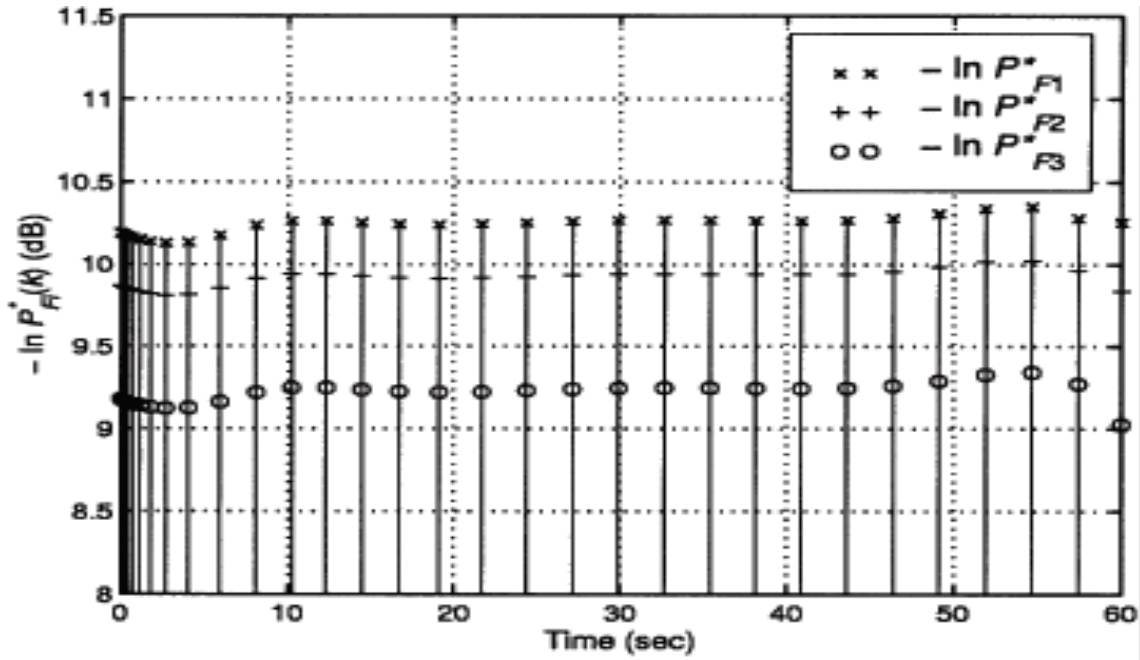 11.5
11
10.5
10
9.5
9
8.5
8
− ln P*Fi(k) (dB)
× × − ln P*F1
+ + − ln P*F2
o o − ln P*F3
0 10 20 30 40 50 60
Time (sec)